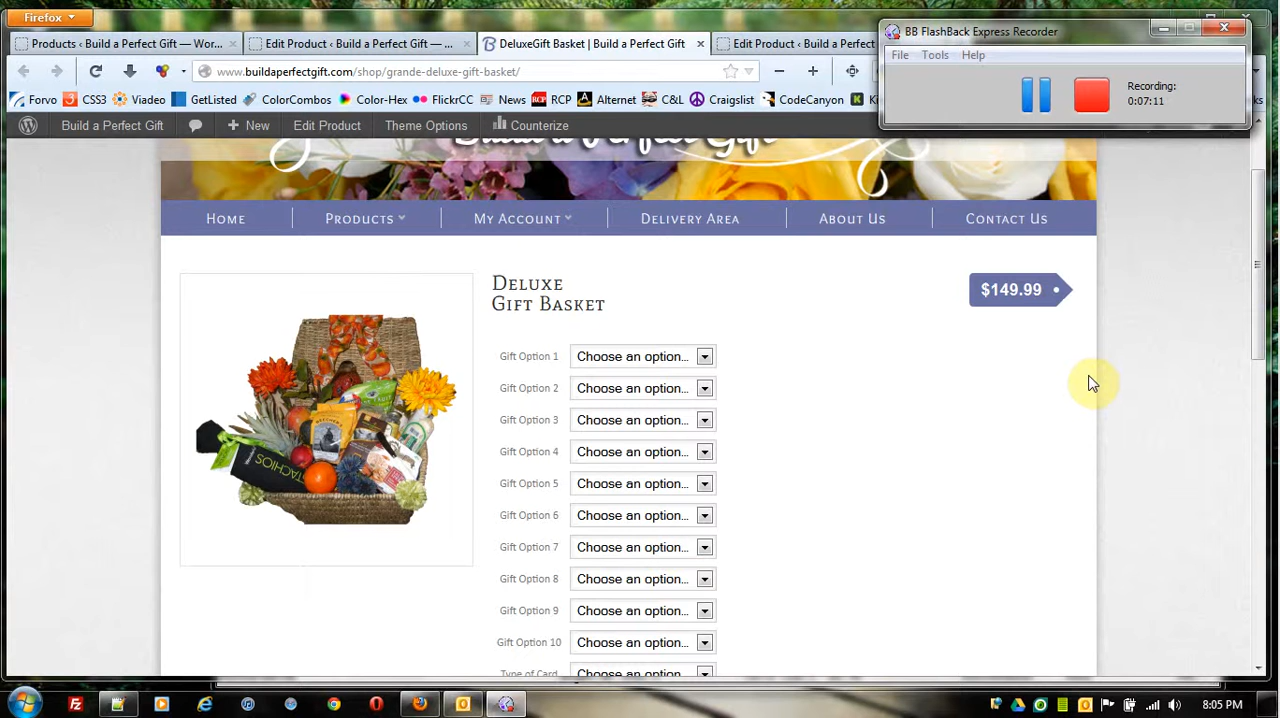 Firefox
BB FlashBack Express Recorder
Products ‹ Build a Perfect Gift — Wor...
Edit Product ‹ Build a Perfect Gift — ...
DeluxeGift Basket | Build a Perfect Gift
Edit Product ‹ Build a Perfect
File Tools Help
www.buildaperfectgift.com/shop/grande-deluxe-gift-basket/
Recording:
0:07:11
Forvo CSS3 Viadeo GetListed ColorCombos Color-Hex FlickrCC News RCP Alternet C&L Craigslist CodeCanyon
Build a Perfect Gift
New Edit Product Theme Options Counterize
Build a Perfect Gift
Home Products My Account Delivery Area About Us Contact Us
Deluxe
Gift Basket
$149.99
Gift Option 1 Choose an option...
Gift Option 2 Choose an option...
Gift Option 3 Choose an option...
Gift Option 4 Choose an option...
Gift Option 5 Choose an option...
Gift Option 6 Choose an option...
Gift Option 7 Choose an option...
Gift Option 8 Choose an option...
Gift Option 9 Choose an option...
Gift Option 10 Choose an option...
Type of Card Choose an option...
PISTACHIOS
8:05 PM